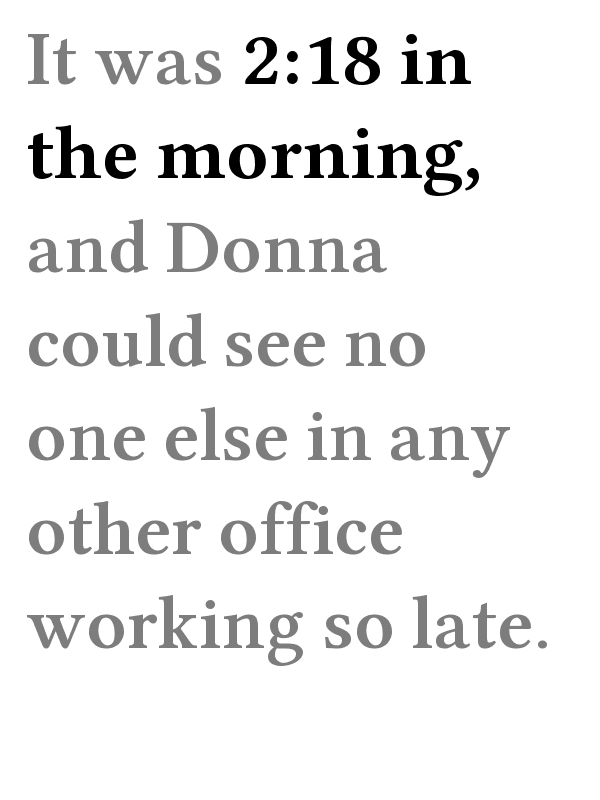 It was 2:18 in
the morning,
and Donna
could see no
one else in any
other office
working so late.